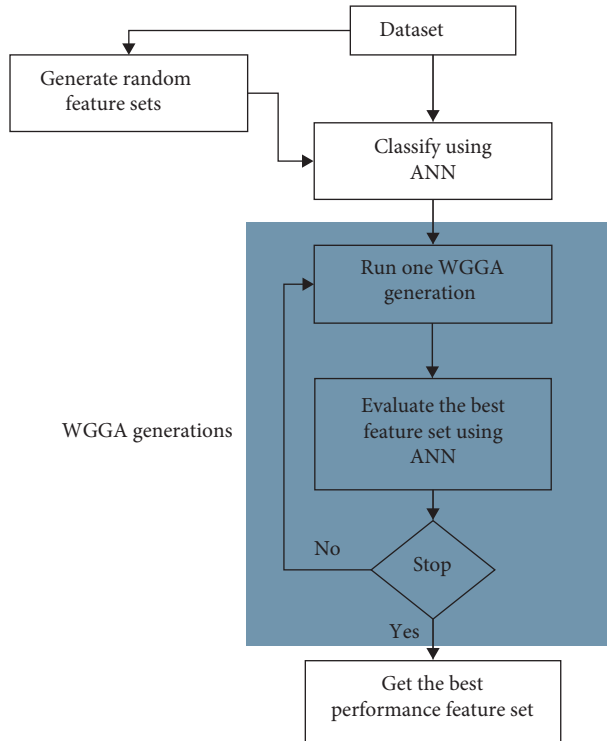 Dataset
Generate random
feature sets
Classify using
ANN
Run one WGGA
generation
Evaluate the best
feature set using
ANN
WGGA generations
No
Stop
Yes
Get the best
performance feature set